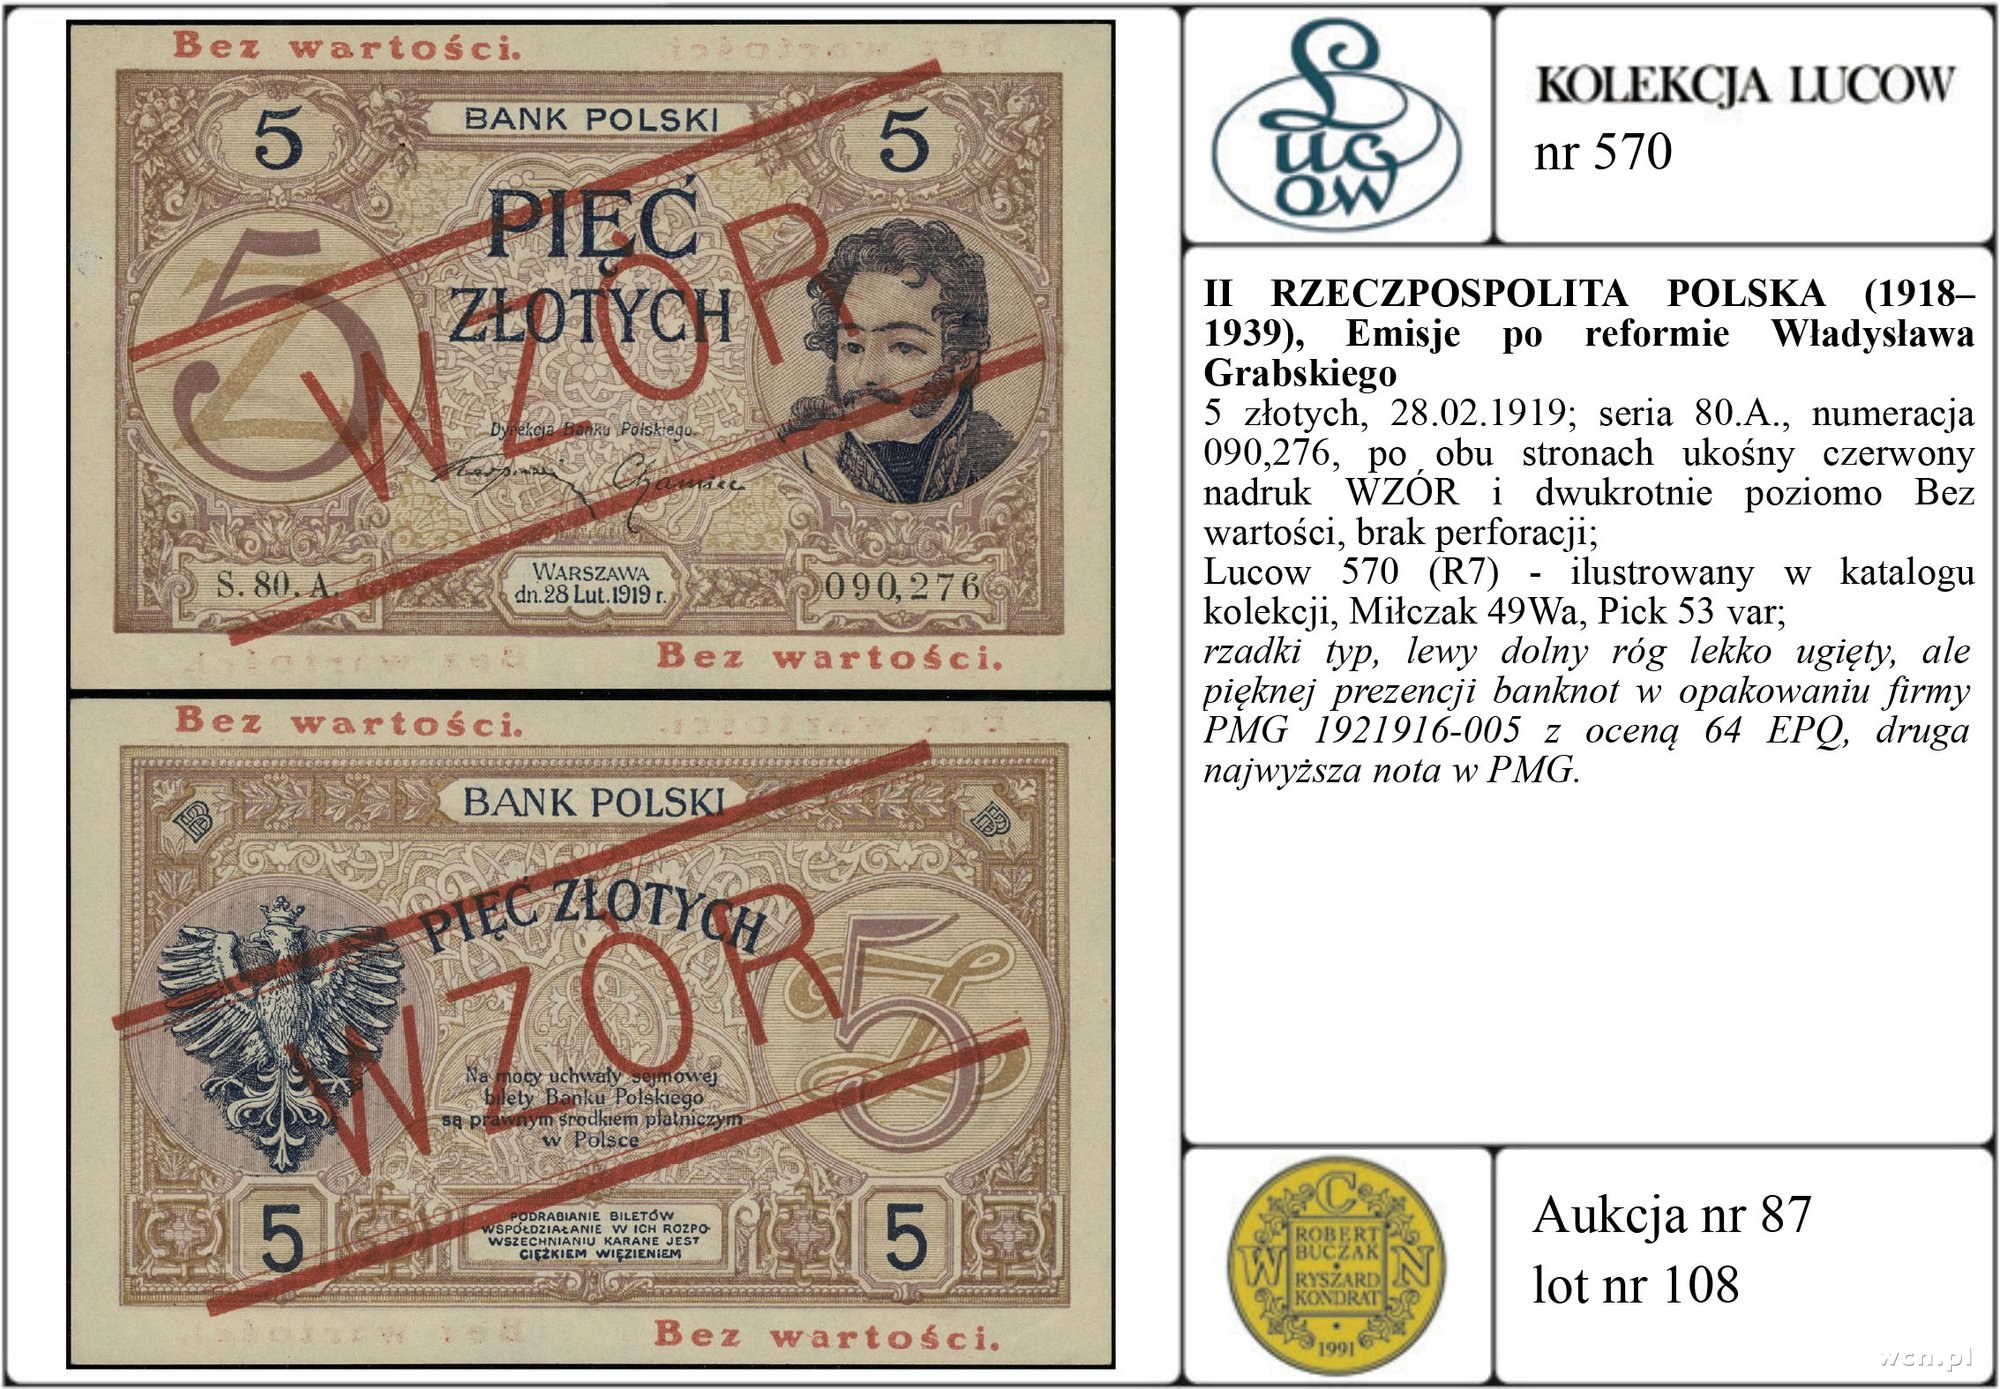 Bez wartości.
5
BANK POLSKI
5
PIĘĆ
ZŁOTYCH
5
WZÓR
Dyrekcja Banku Polskiego.
S. 80. A.
WARSZAWA
dn. 28 Lut. 1919 r.
090,276
Bez wartości.
Bez wartości.
BANK POLSKI
PIĘĆ ZŁOTYCH
WZÓR
5
Na mocy uchwały sejmowej
bilety Banku Polskiego
są prawnym środkiem płatniczym
w Polsce
5
PODRABIANIE BILETÓW
WSPÓŁDZIAŁANIE W ICH ROZPO-
WSZECHNIANIU KARANE JEST
CIĘŻKIEM WIĘZIENIEM
5
Bez wartości.
Lucow
KOLEKCJA LUCOW
nr 570
II RZECZPOSPOLITA POLSKA (1918–
1939), Emisje po reformie Władysława
Grabskiego
5 złotych, 28.02.1919; seria 80.A., numeracja
090,276, po obu stronach ukośny czerwony
nadruk WZÓR i dwukrotnie poziomo Bez
wartości, brak perforacji;
Lucow 570 (R7) - ilustrowany w katalogu
kolekcji, Miłczak 49Wa, Pick 53 var;
rzadki typ, lewy dolny róg lekko ugięty, ale
pięknej prezencji banknot w opakowaniu firmy
PMG 1921916-005 z oceną 64 EPQ, druga
najwyższa nota w PMG.
C
ROBERT
BUCZAK
W N
RYSZARD
KONDRAT
1991
Aukcja nr 87
lot nr 108
wcn.pl